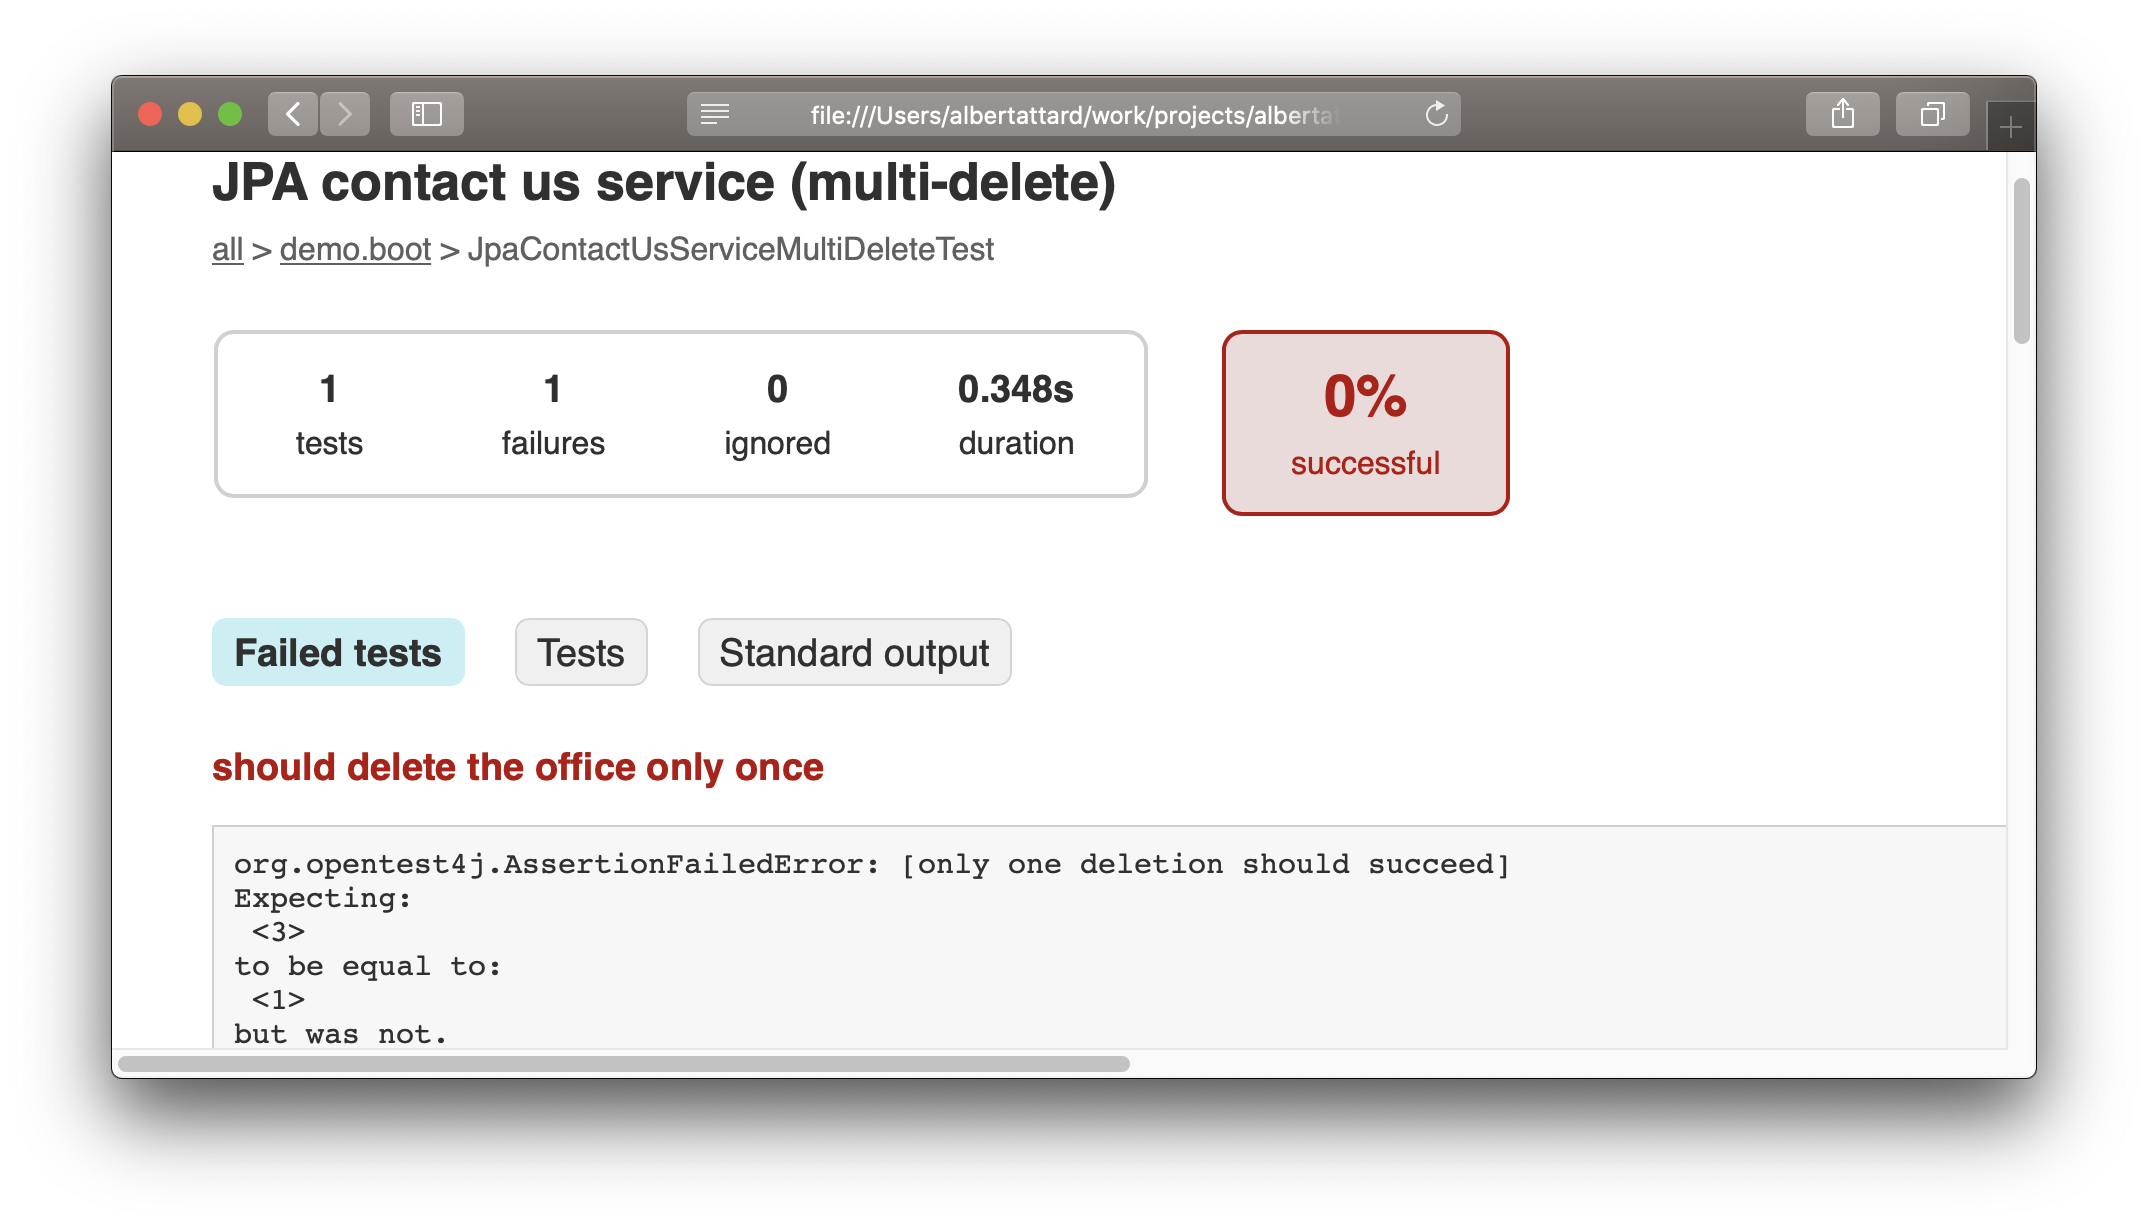 file:///Users/albertattard/work/projects/albertat
JPA contact us service (multi-delete)
all > demo.boot > JpaContactUsServiceMultiDeleteTest
1 1 0 0.348s
tests failures ignored duration
0%
successful
Failed tests Tests Standard output
should delete the office only once
org.opentest4j.AssertionFailedError: [only one deletion should succeed]
Expecting:
<3>
to be equal to:
<1>
but was not.